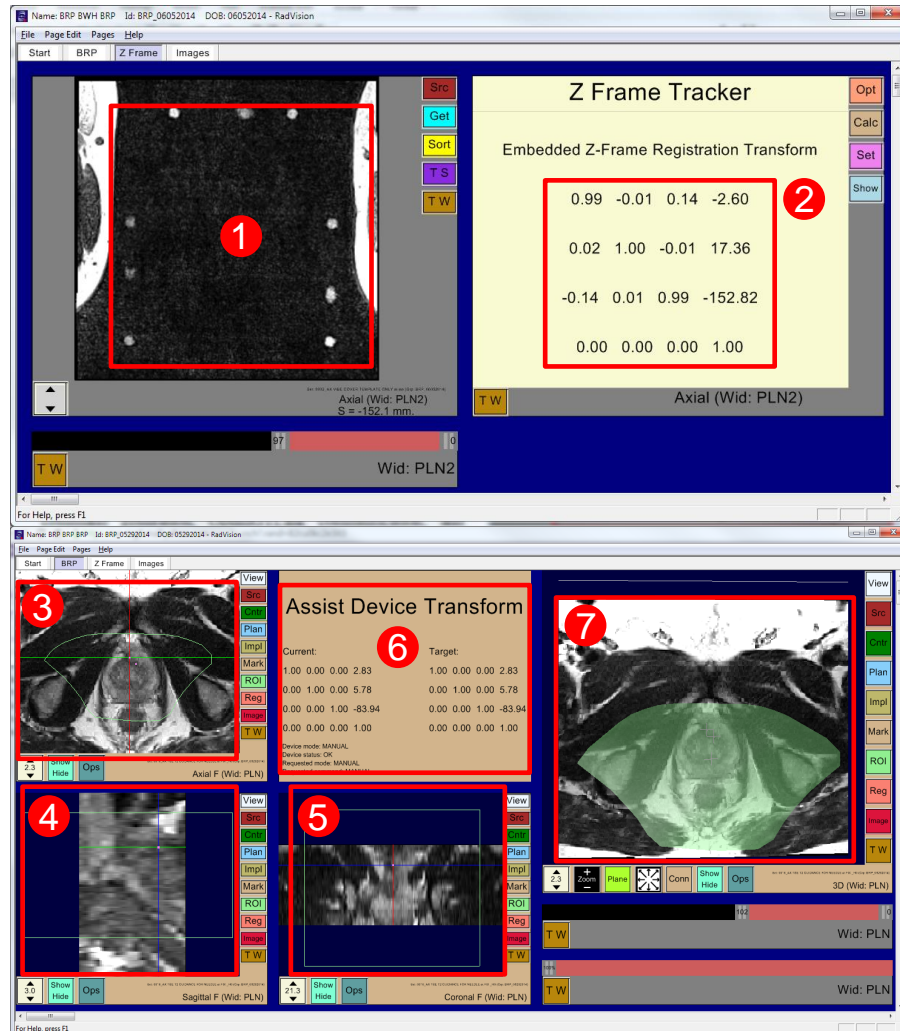 Name: BRP BWH BRP Id: BRP_06052014 DOB: 06052014 - RadVision
File Page Edit Pages Help
Start BRP Z Frame Images
Src
Get
Sort
T S
T W
1
Axial (Wid: PLN2)
S = -152.1 mm.
97 0
T W
Wid: PLN2
Z Frame Tracker
Embedded Z-Frame Registration Transform
0.99 -0.01 0.14 -2.60
0.02 1.00 -0.01 17.36
-0.14 0.01 0.99 -152.82
0.00 0.00 0.00 1.00
2
Opt
Calc
Set
Show
T W
Axial (Wid: PLN2)
For Help, press F1
Name: BRP BRP BRP Id: BRP_05292014 DOB: 05292014 - RadVision
File Page Edit Pages Help
Start BRP Z Frame Images
3
View
Src
Cntr
Plan
Impl
Mark
ROI
Reg
Image
T W
2.3
Show
Hide
Ops
Axial F (Wid: PLN)
Assist Device Transform
6
Current: Target:
1.00 0.00 0.00 2.83 1.00 0.00 0.00 2.83
0.00 1.00 0.00 5.78 0.00 1.00 0.00 5.78
0.00 0.00 1.00 -83.94 0.00 0.00 1.00 -83.94
0.00 0.00 0.00 1.00 0.00 0.00 0.00 1.00
Device mode: MANUAL
Device status: OK
Requested mode: MANUAL
7
View
Src
Cntr
Plan
Impl
Mark
ROI
Reg
Image
T W
2.3
Zoom
Plane
Conn
Show
Hide
Ops
3D (Wid: PLN)
4
View
Src
Cntr
Plan
Impl
Mark
ROI
Reg
Image
T W
3.0
Show
Hide
Ops
Sagittal F (Wid: PLN)
5
View
Src
Cntr
Plan
Impl
Mark
ROI
Reg
Image
T W
21.3
Show
Hide
Ops
Coronal F (Wid: PLN)
102 0
T W
Wid: PLN
T W
Wid: PLN
For Help, press F1